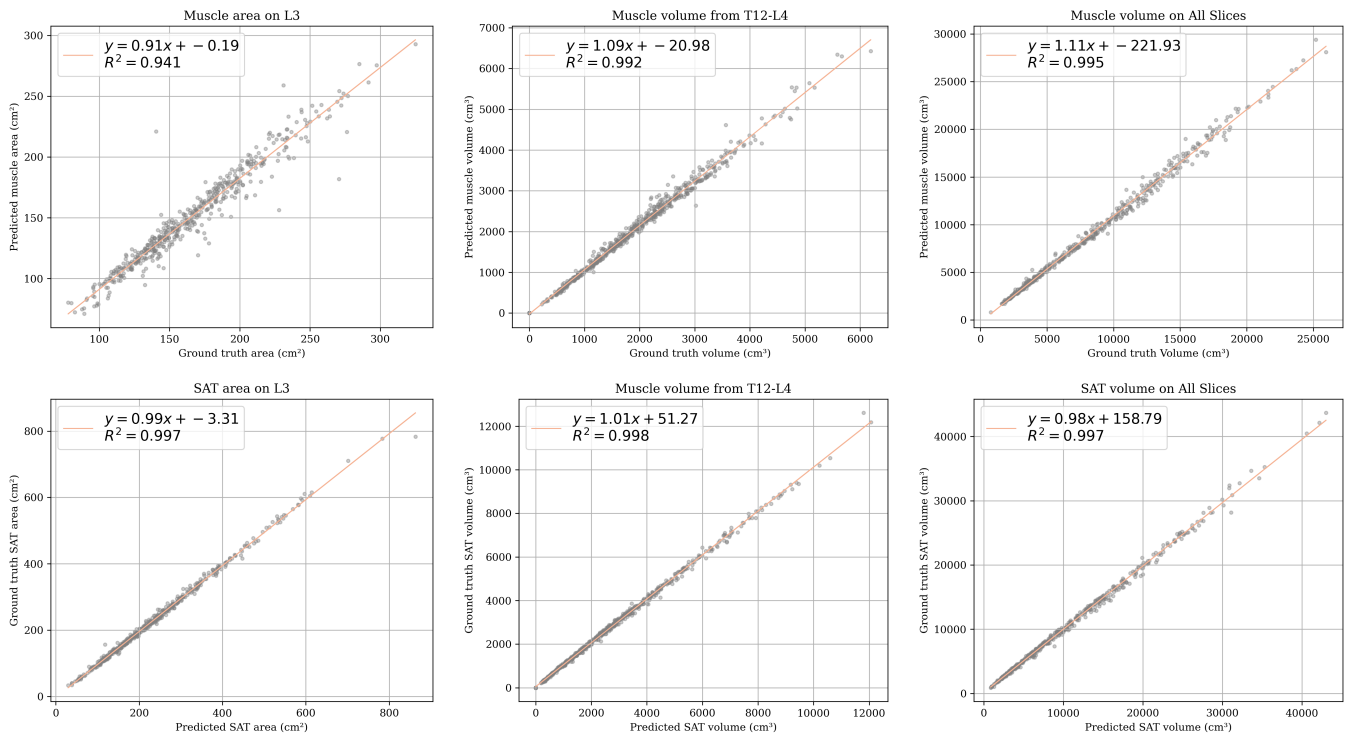 Muscle area on L3
y = 0.91x + −0.19
R² = 0.941
300
250
200
150
100
Predicted muscle area (cm²)
100 150 200 250 300
Ground truth area (cm²)
Muscle volume from T12-L4
y = 1.09x + −20.98
R² = 0.992
7000
6000
5000
4000
3000
2000
1000
0
Predicted muscle volume (cm³)
0 1000 2000 3000 4000 5000 6000
Ground truth volume (cm³)
Muscle volume on All Slices
y = 1.11x + −221.93
R² = 0.995
30000
25000
20000
15000
10000
5000
0
Predicted muscle volume (cm³)
0 5000 10000 15000 20000 25000
Ground truth Volume (cm³)
SAT area on L3
y = 0.99x + −3.31
R² = 0.997
800
600
400
200
0
Ground truth SAT area (cm²)
0 200 400 600 800
Predicted SAT area (cm²)
Muscle volume from T12-L4
y = 1.01x + 51.27
R² = 0.998
12000
10000
8000
6000
4000
2000
0
Ground truth SAT volume (cm³)
0 2000 4000 6000 8000 10000 12000
Predicted SAT volume (cm³)
SAT volume on All Slices
y = 0.98x + 158.79
R² = 0.997
40000
30000
20000
10000
0
Ground truth SAT volume (cm³)
0 10000 20000 30000 40000
Predicted SAT volume (cm³)